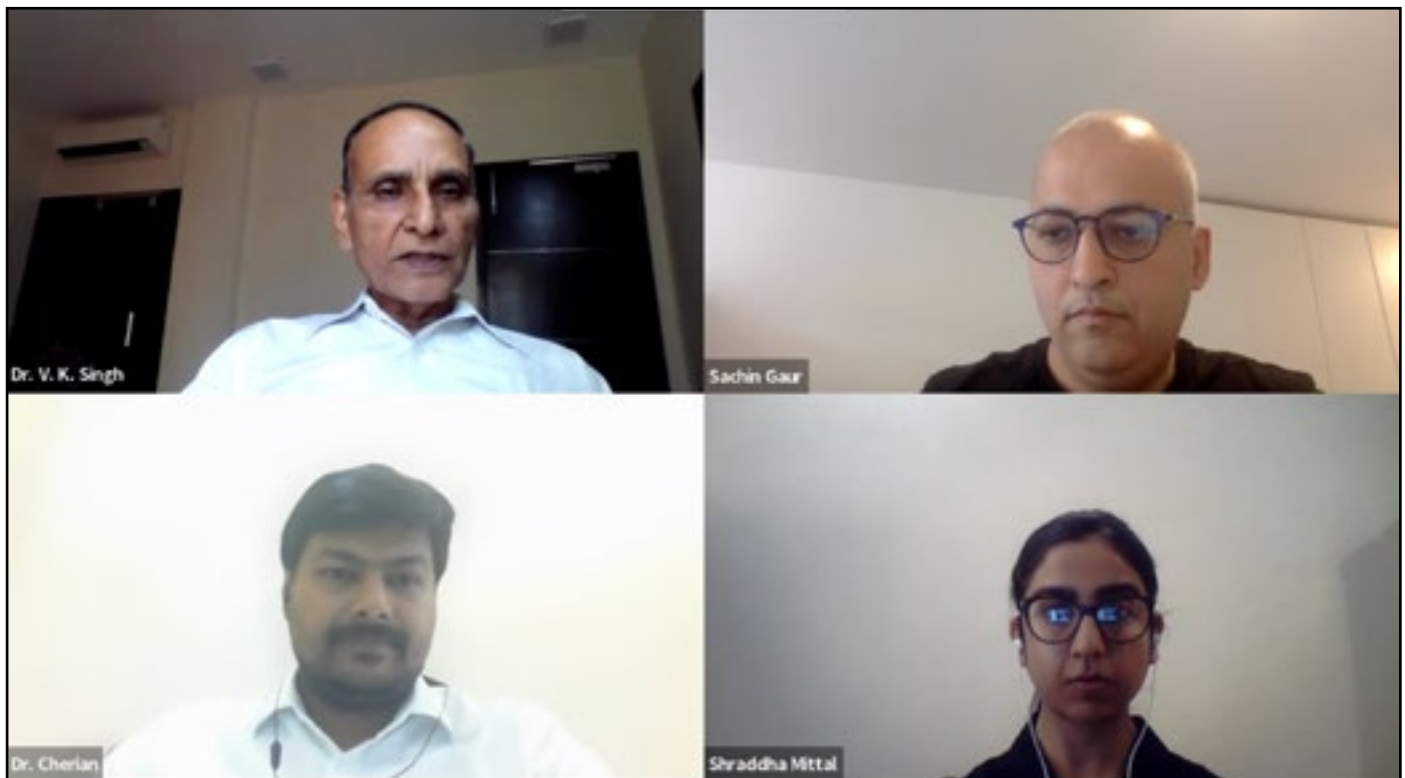 Dr. V. K. Singh
Sachin Gaur
Dr. Cherian
Shraddha Mittal